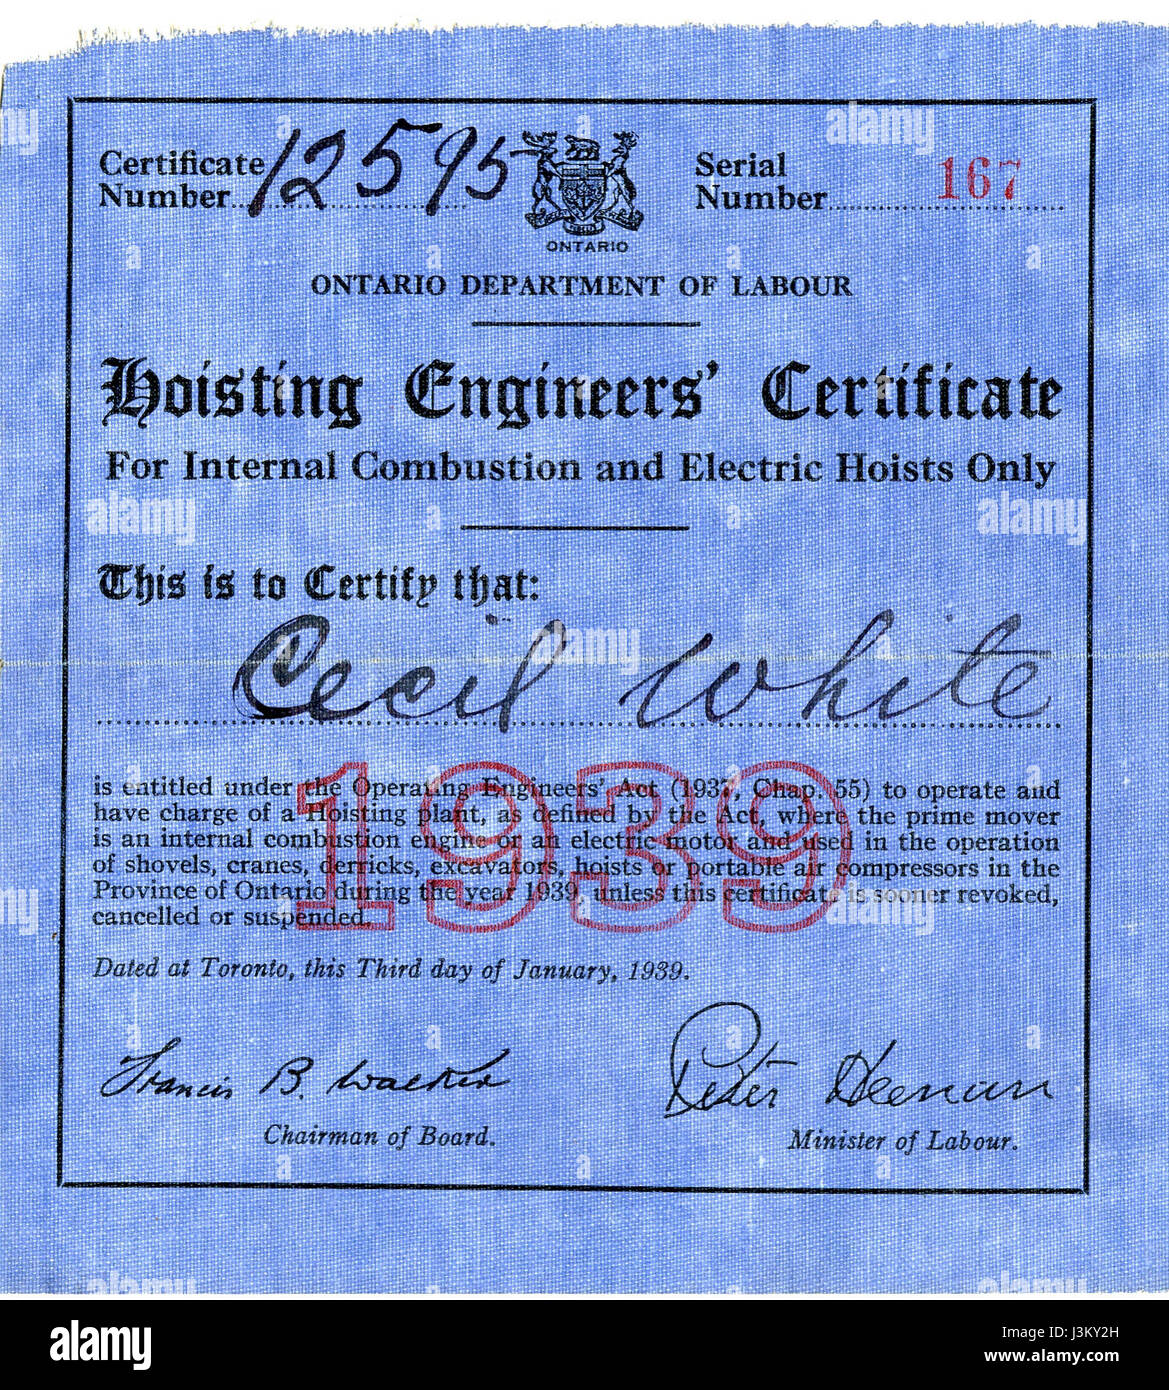 Certificate
Number 12595
ONTARIO
Serial
Number 167
ONTARIO DEPARTMENT OF LABOUR
Hoisting Engineers' Certificate
For Internal Combustion and Electric Hoists Only
This is to Certify that:
Cecil White
1939
is entitled under the Operating Engineers' Act (1937, Chap. 55) to operate and
have charge of a Hoisting plant, as defined by the Act, where the prime mover
is an internal combustion engine or an electric motor and used in the operation
of shovels, cranes, derricks, excavators, hoists or portable air compressors in the
Province of Ontario during the year 1939, unless this certificate is sooner revoked,
cancelled or suspended.
Dated at Toronto, this Third day of January, 1939.
Francis B. Walker
Chairman of Board.
Peter Heenan
Minister of Labour.
alamy
Image ID: J3KY2H
www.alamy.com